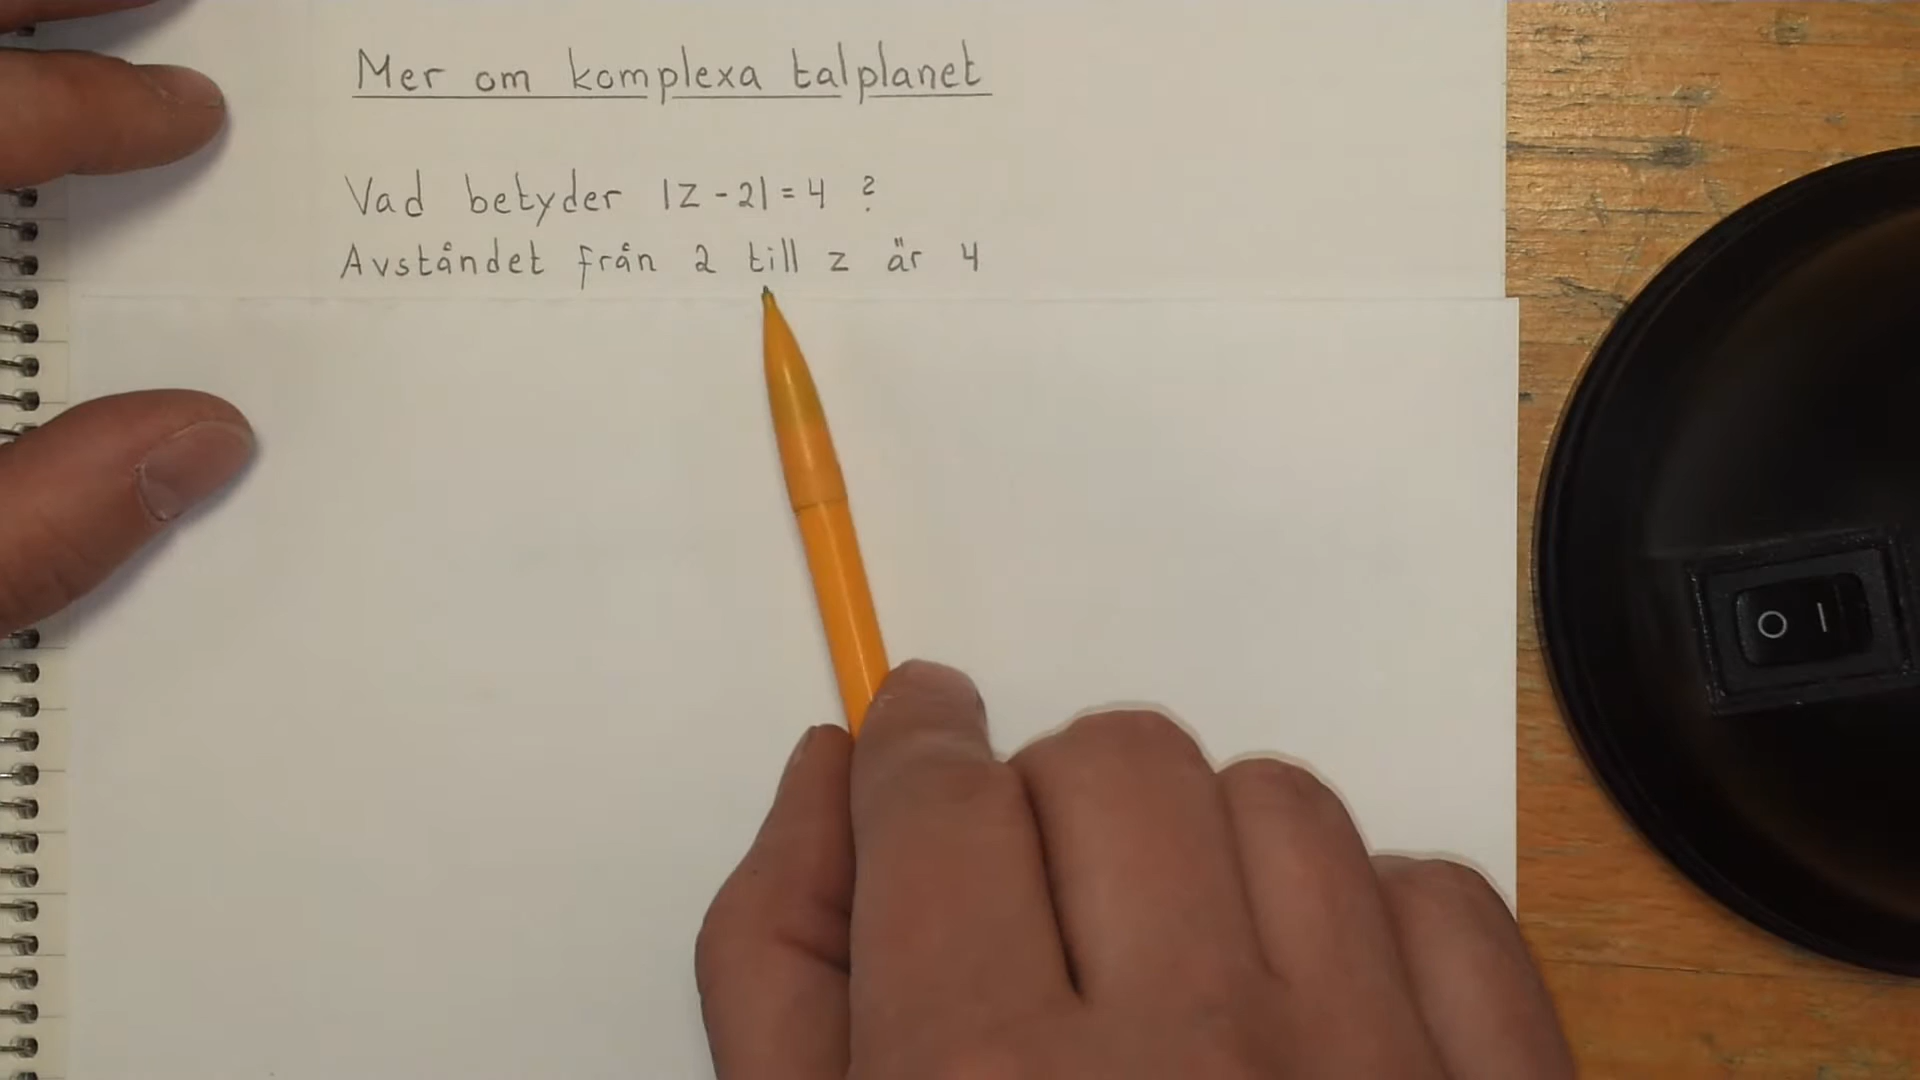 Mer om komplexa talplanet
Vad betyder |z - 2| = 4 ?
Avståndet från 2 till z är 4
O I